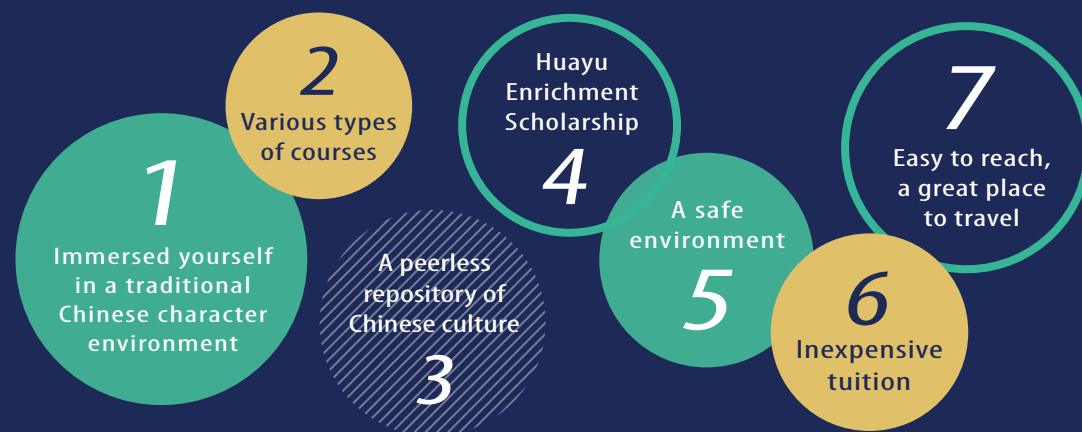 1
Immersed yourself
in a traditional
Chinese character
environment
2
Various types
of courses
A peerless
repository of
Chinese culture
3
Huayu
Enrichment
Scholarship
4
A safe
environment
5
6
Inexpensive
tuition
7
Easy to reach,
a great place
to travel